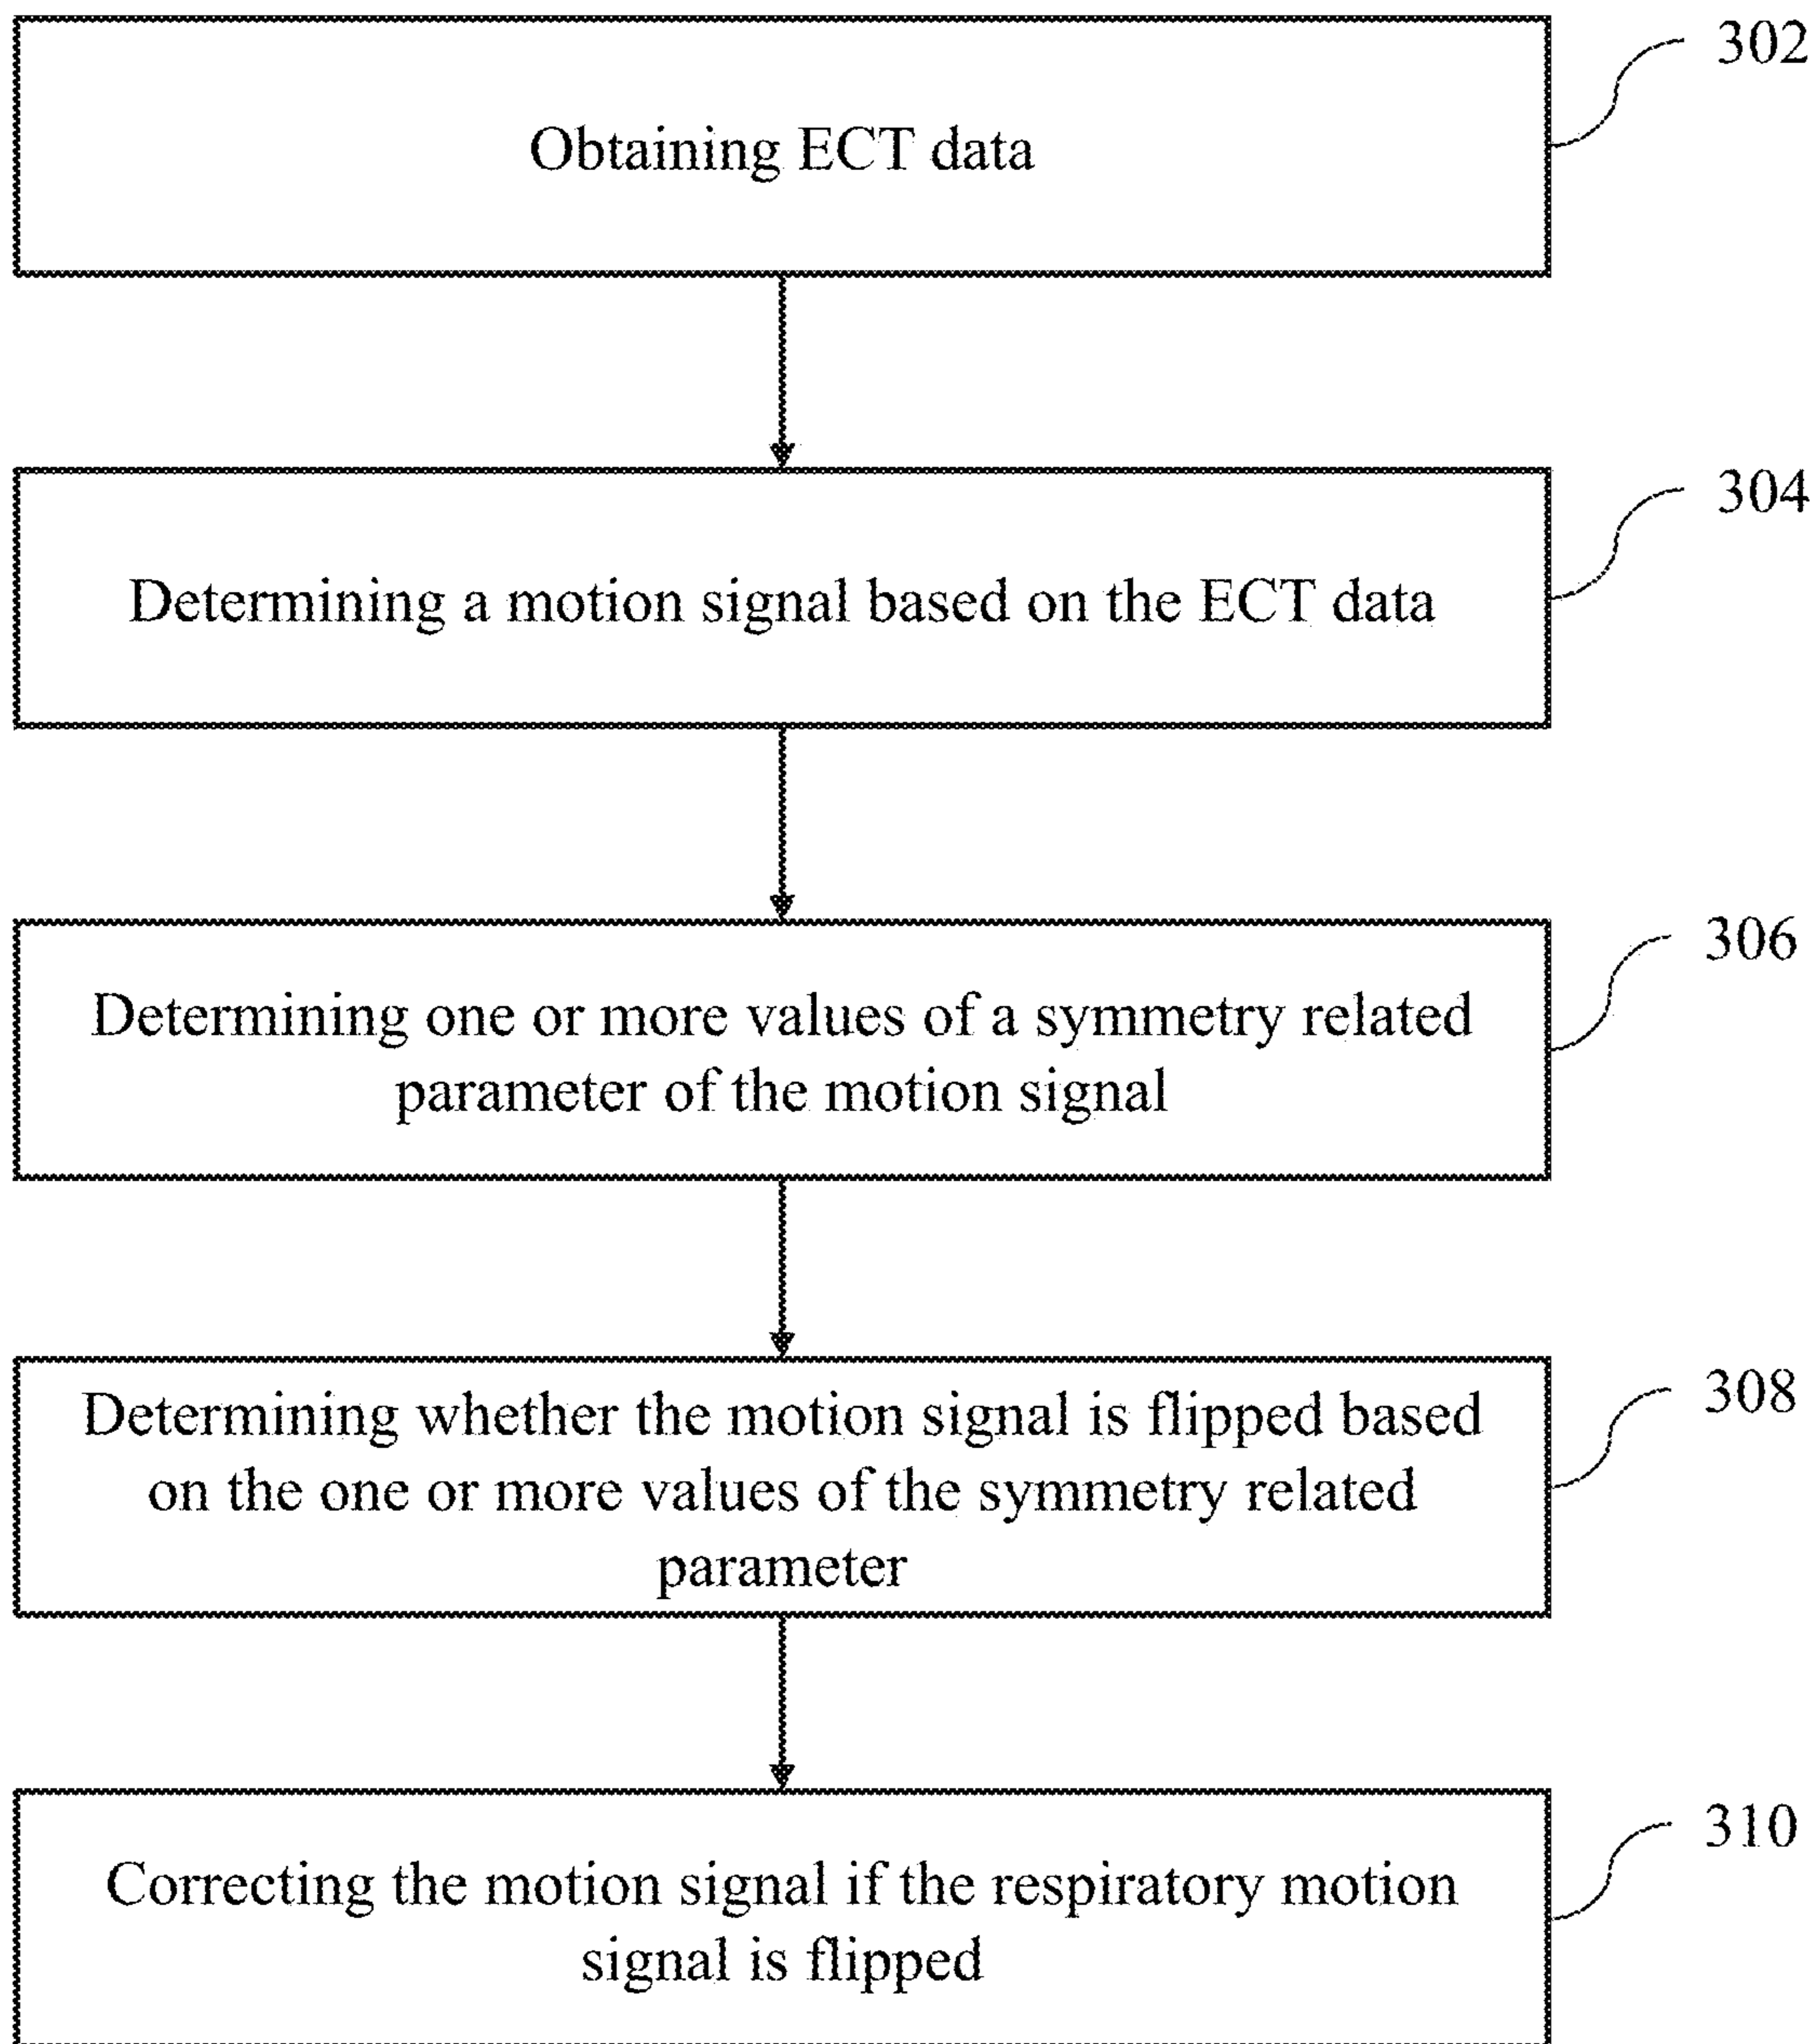 302
Obtaining ECT data
304
Determining a motion signal based on the ECT data
306
Determining one or more values of a symmetry related
parameter of the motion signal
308
Determining whether the motion signal is flipped based
on the one or more values of the symmetry related
parameter
310
Correcting the motion signal if the respiratory motion
signal is flipped